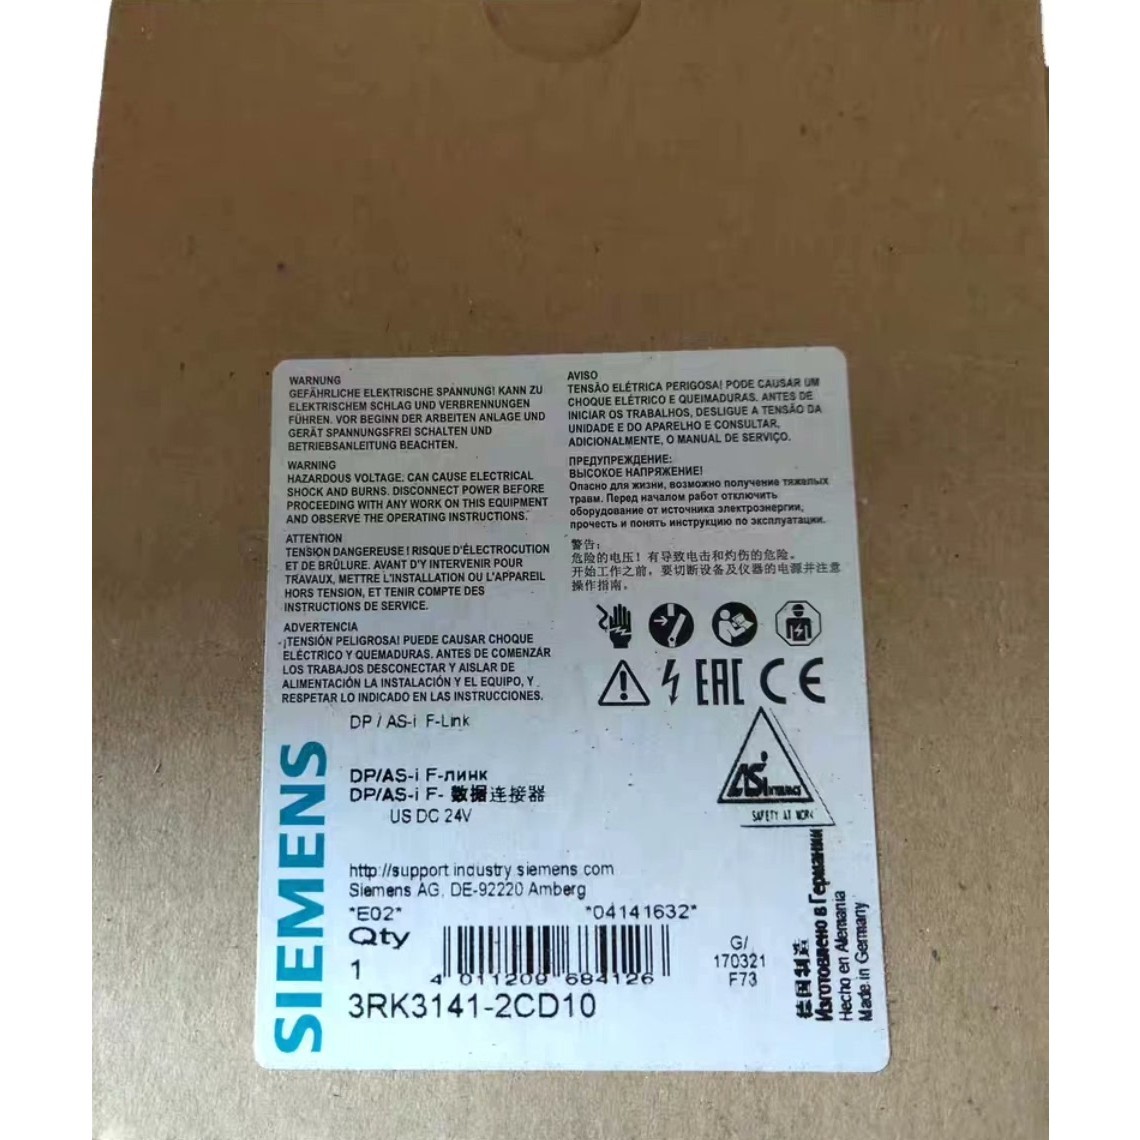 WARNUNG
GEFÄHRLICHE ELEKTRISCHE SPANNUNG! KANN ZU
ELEKTRISCHEM SCHLAG UND VERBRENNUNGEN
FÜHREN. VOR BEGINN DER ARBEITEN ANLAGE UND
GERÄT SPANNUNGSFREI SCHALTEN UND
BETRIEBSANLEITUNG BEACHTEN.
WARNING
HAZARDOUS VOLTAGE; CAN CAUSE ELECTRICAL
SHOCK AND BURNS. DISCONNECT POWER BEFORE
PROCEEDING WITH ANY WORK ON THIS EQUIPMENT
AND OBSERVE THE OPERATING INSTRUCTIONS.
ATTENTION
TENSION DANGEREUSE ! RISQUE D'ÉLECTROCUTION
ET DE BRÛLURE. AVANT D'Y INTERVENIR POUR
TRAVAUX, METTRE L'INSTALLATION OU L'APPAREIL
HORS TENSION, ET TENIR COMPTE DES
INSTRUCTIONS DE SERVICE.
ADVERTENCIA
¡TENSIÓN PELIGROSA! PUEDE CAUSAR CHOQUE
ELÉCTRICO Y QUEMADURAS. ANTES DE COMENZAR
LOS TRABAJOS DESCONECTAR Y AISLAR DE
ALIMENTACIÓN LA INSTALACIÓN Y EL EQUIPO, Y
RESPETAR LO INDICADO EN LAS INSTRUCCIONES.
AVISO
TENSÃO ELÉTRICA PERIGOSA! PODE CAUSAR UM
CHOQUE ELÉTRICO E QUEIMADURAS. ANTES DE
INICIAR OS TRABALHOS, DESLIGUE A TENSÃO DA
UNIDADE E DO APARELHO E CONSULTAR,
ADICIONALMENTE, O MANUAL DE SERVIÇO.
ПРЕДУПРЕЖДЕНИЕ:
ВЫСОКОЕ НАПРЯЖЕНИЕ!
Опасно для жизни, возможно получение тяжелых
травм. Перед началом работ отключить
оборудование от источника электроэнергии,
прочесть и понять инструкцию по эксплуатации.
警告:
危险的电压! 有导致电击和灼伤的危险。
开始工作之前, 要切断设备及仪器的电源并注意
操作指南。
EAC CE
DP / AS-i F-Link
DP/AS-i F-линк
DP/AS-i F- 数据连接器
US DC 24V
ASi INTERFACE
SAFETY AT WORK
http://support.industry.siemens.com
Siemens AG, DE-92220 Amberg
*E02* *04141632*
Qty
1
4 011209 684126
3RK3141-2CD10
G/
170321
F73
SIEMENS
德国制造
Изготовлено в Германии
Hecho en Alemania
Made in Germany